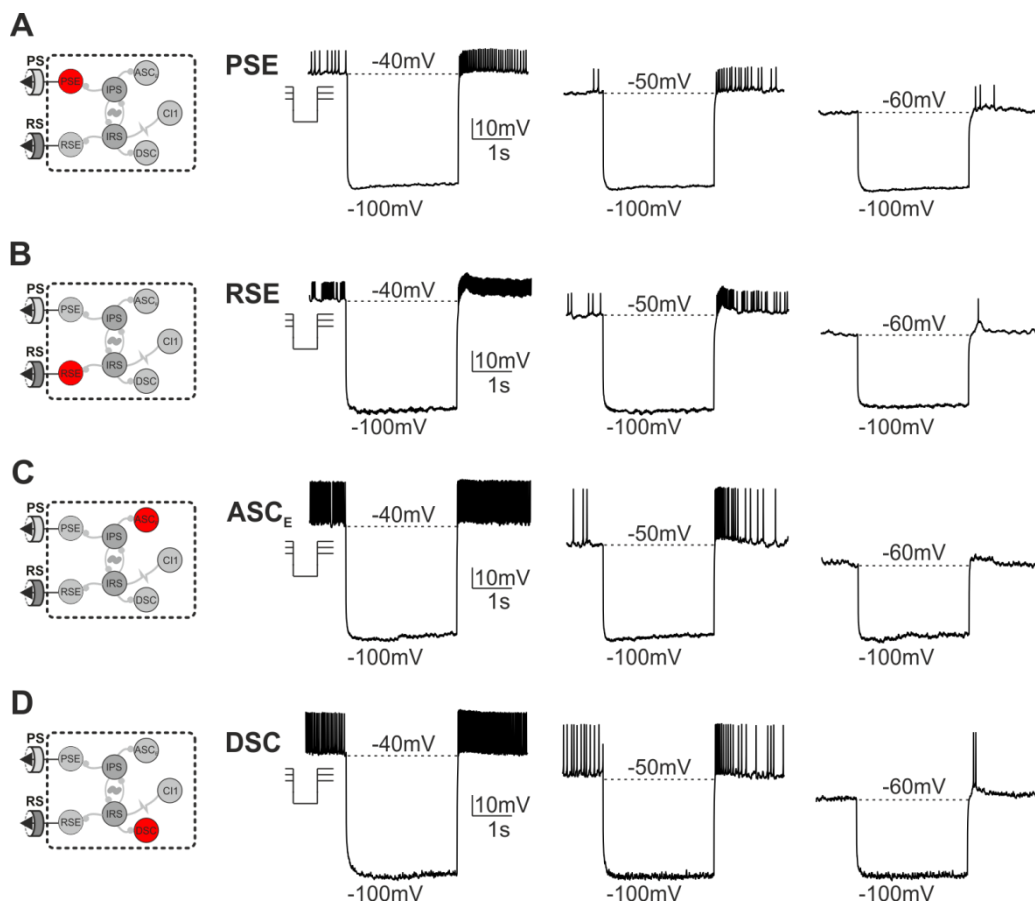 A
PS
PSE
IPS
ASC
CI1
RS
RSE
IRS
DSC
PSE
-40mV
10mV
1s
-100mV
-50mV
-100mV
-60mV
-100mV
B
PS
PSE
IPS
ASC
CI1
RS
RSE
IRS
DSC
RSE
-40mV
10mV
1s
-100mV
-50mV
-100mV
-60mV
-100mV
C
PS
PSE
IPS
ASC
CI1
RS
RSE
IRS
DSC
ASCE
-40mV
10mV
1s
-100mV
-50mV
-100mV
-60mV
-100mV
D
PS
PSE
IPS
ASC
CI1
RS
RSE
IRS
DSC
DSC
-40mV
10mV
1s
-100mV
-50mV
-100mV
-60mV
-100mV